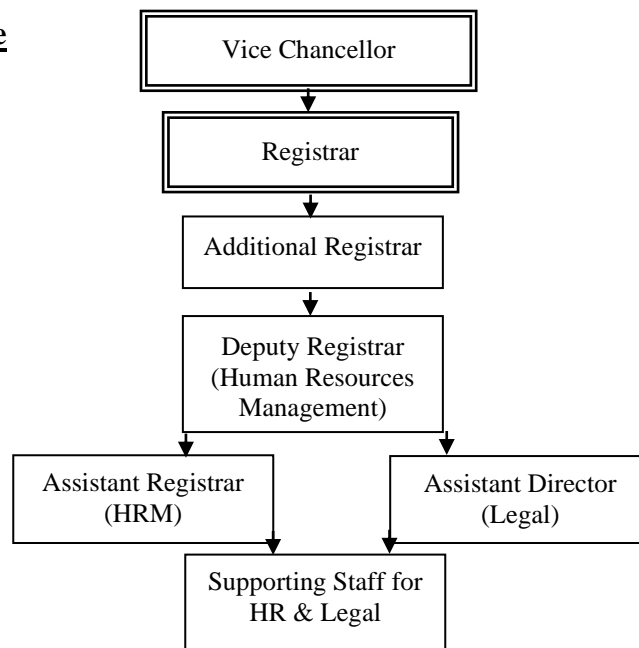 e
Vice Chancellor
Registrar
Additional Registrar
Deputy Registrar
(Human Resources
Management)
Assistant Registrar
(HRM)
Assistant Director
(Legal)
Supporting Staff for
HR & Legal